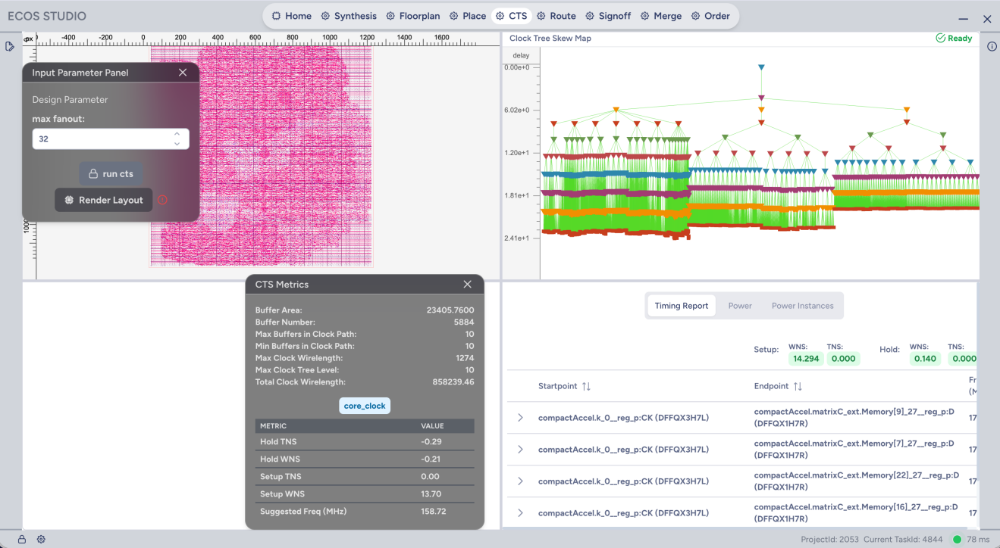 ECOS STUDIO
Home Synthesis Floorplan Place CTS Route Signoff Merge Order
px -400 -200 0 200 400 600 800 1000 1200 1400 1600
1000
Input Parameter Panel
Design Parameter
max fanout:
32
run cts
Render Layout
Clock Tree Skew Map
Ready
delay
0.00e+0
6.02e+0
1.20e+1
1.81e+1
2.41e+1
CTS Metrics
Buffer Area: 23405.7600
Buffer Number: 5884
Max Buffers in Clock Path: 10
Min Buffers in Clock Path: 10
Max Clock Wirelength: 1274
Max Clock Tree Level: 10
Total Clock Wirelength: 858239.46
core_clock
METRIC VALUE
Hold TNS -0.29
Hold WNS -0.21
Setup TNS 0.00
Setup WNS 13.70
Suggested Freq (MHz) 158.72
Timing Report Power Power Instances
Setup: WNS: 14.294 TNS: 0.000 Hold: WNS: 0.140 TNS: 0.000
Startpoint Endpoint Fr
(M
compactAccel.k_0__reg_p:CK (DFFQX3H7L) compactAccel.matrixC_ext.Memory[9]_27__reg_p:D 17
(DFFQX1H7R)
compactAccel.k_0__reg_p:CK (DFFQX3H7L) compactAccel.matrixC_ext.Memory[7]_27__reg_p:D 17
(DFFQX1H7R)
compactAccel.k_0__reg_p:CK (DFFQX3H7L) compactAccel.matrixC_ext.Memory[22]_27__reg_p:D 17
(DFFQX1H7R)
compactAccel.k_0__reg_p:CK (DFFQX3H7L) compactAccel.matrixC_ext.Memory[16]_27__reg_p:D 17
(DFFQX1H7R)
ProjectId: 2053 Current TaskId: 4844 78 ms